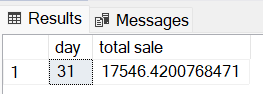 Results Messages
day total sale
1 31 17546.4200768471